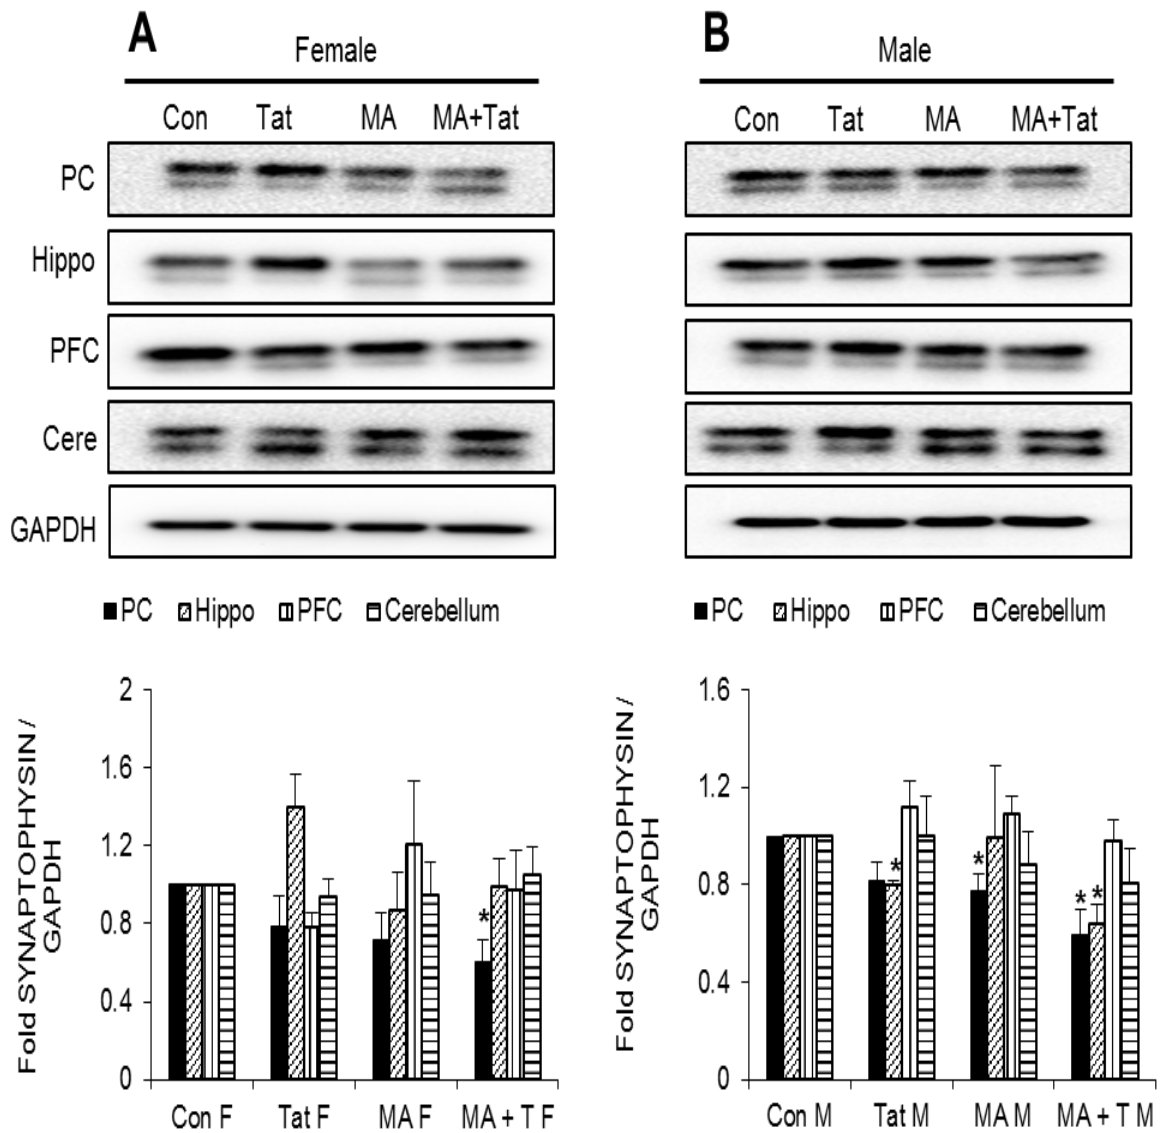 A
Female
Con Tat MA MA+Tat
PC
Hippo
PFC
Cere
GAPDH
■PC Hippo PFC Cerebellum
Fold SYNAPTOPHYSIN /
GAPDH
2
1.6
1.2
0.8
0.4
0
*
Con F Tat F MA F MA + T F
B
Male
Con Tat MA MA+Tat
PC Hippo PFC Cerebellum
Fold SYNAPTOPHYSIN /
GAPDH
1.6
1.2
0.8
0.4
0
* * * *
Con M Tat M MA M MA + T M